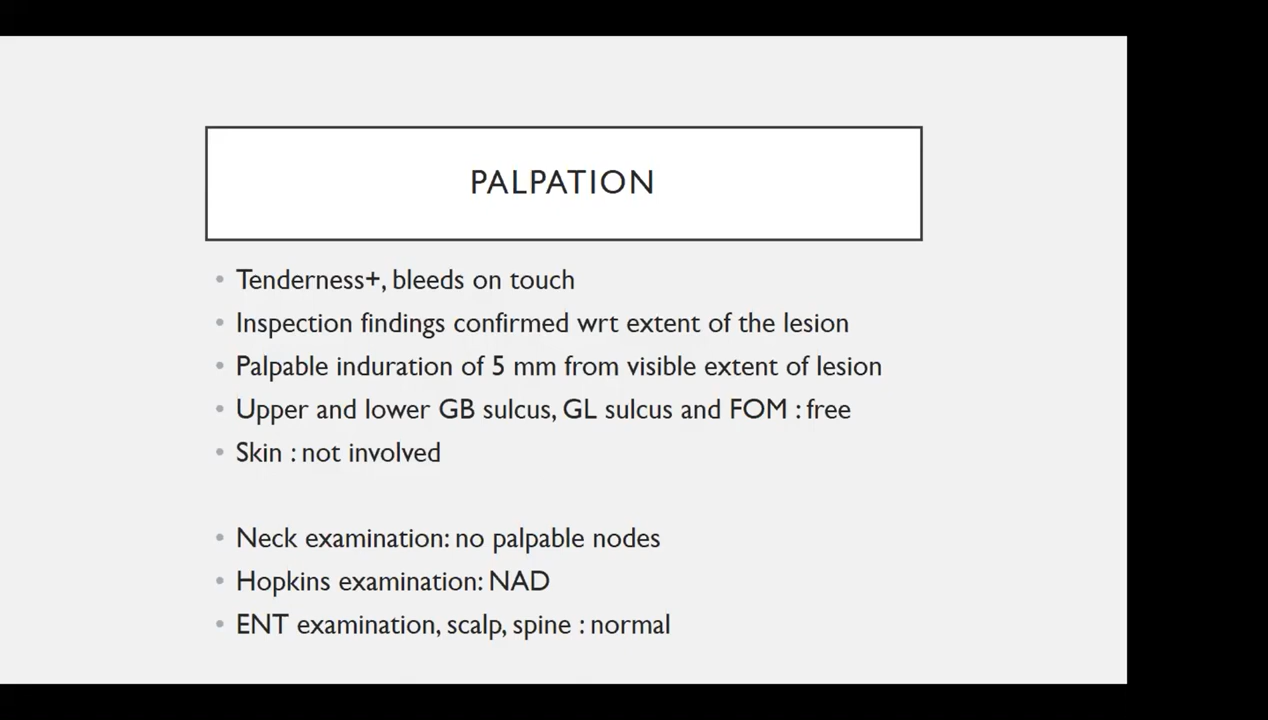 PALPATION
• Tenderness+, bleeds on touch
• Inspection findings confirmed wrt extent of the lesion
• Palpable induration of 5 mm from visible extent of lesion
• Upper and lower GB sulcus, GL sulcus and FOM : free
• Skin : not involved
• Neck examination: no palpable nodes
• Hopkins examination: NAD
• ENT examination, scalp, spine : normal